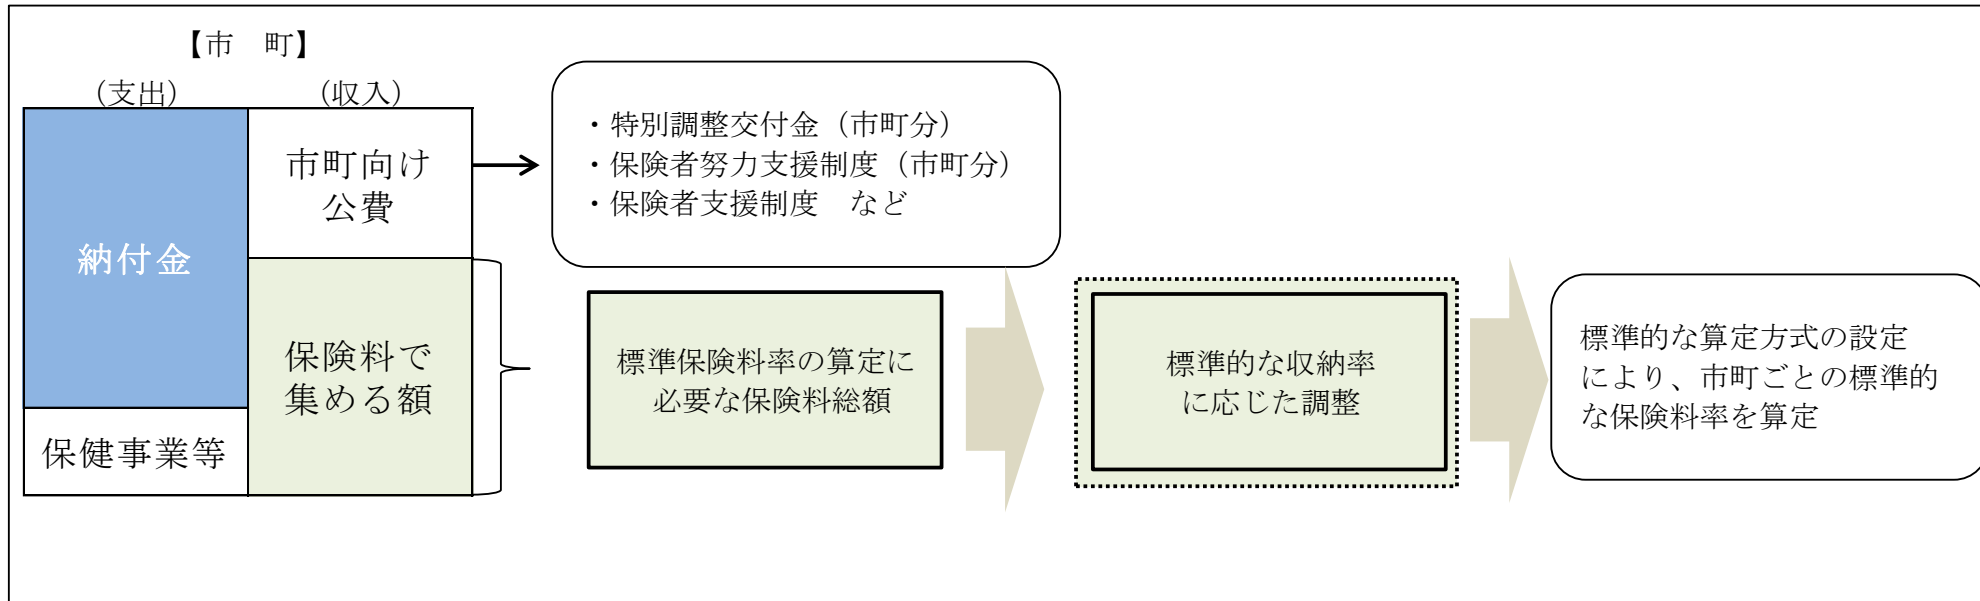 【市　町】
（支出）
（収入）
納付金
保健事業等
市町向け
公費
保険料で
集める額
・特別調整交付金（市町分）
・保険者努力支援制度（市町分）
・保険者支援制度　など
標準保険料率の算定に
必要な保険料総額
標準的な収納率
に応じた調整
標準的な算定方式の設定
により、市町ごとの標準的
な保険料率を算定